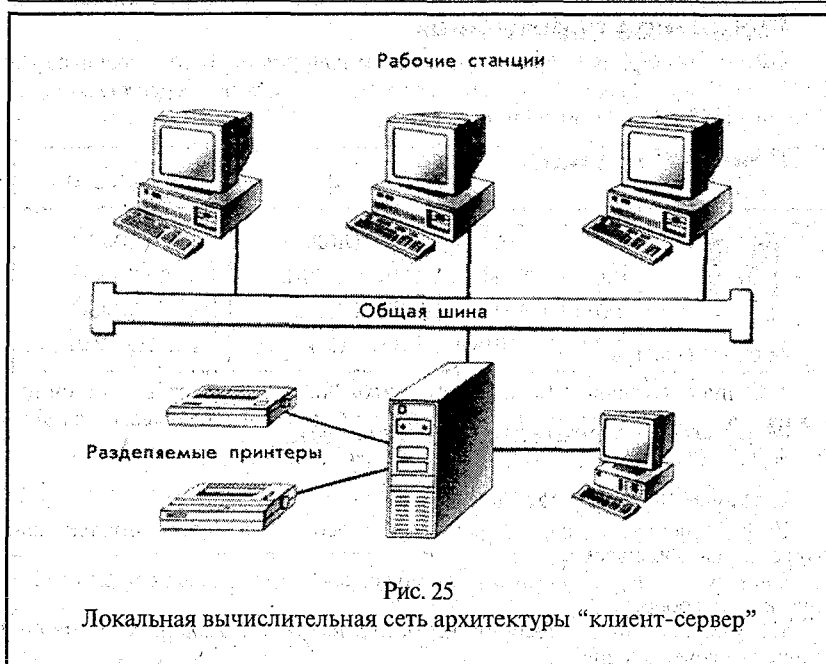 Рабочие станции
Общая шина
Разделяемые принтеры
Рис. 25
Локальная вычислительная сеть архитектуры “клиент-сервер”